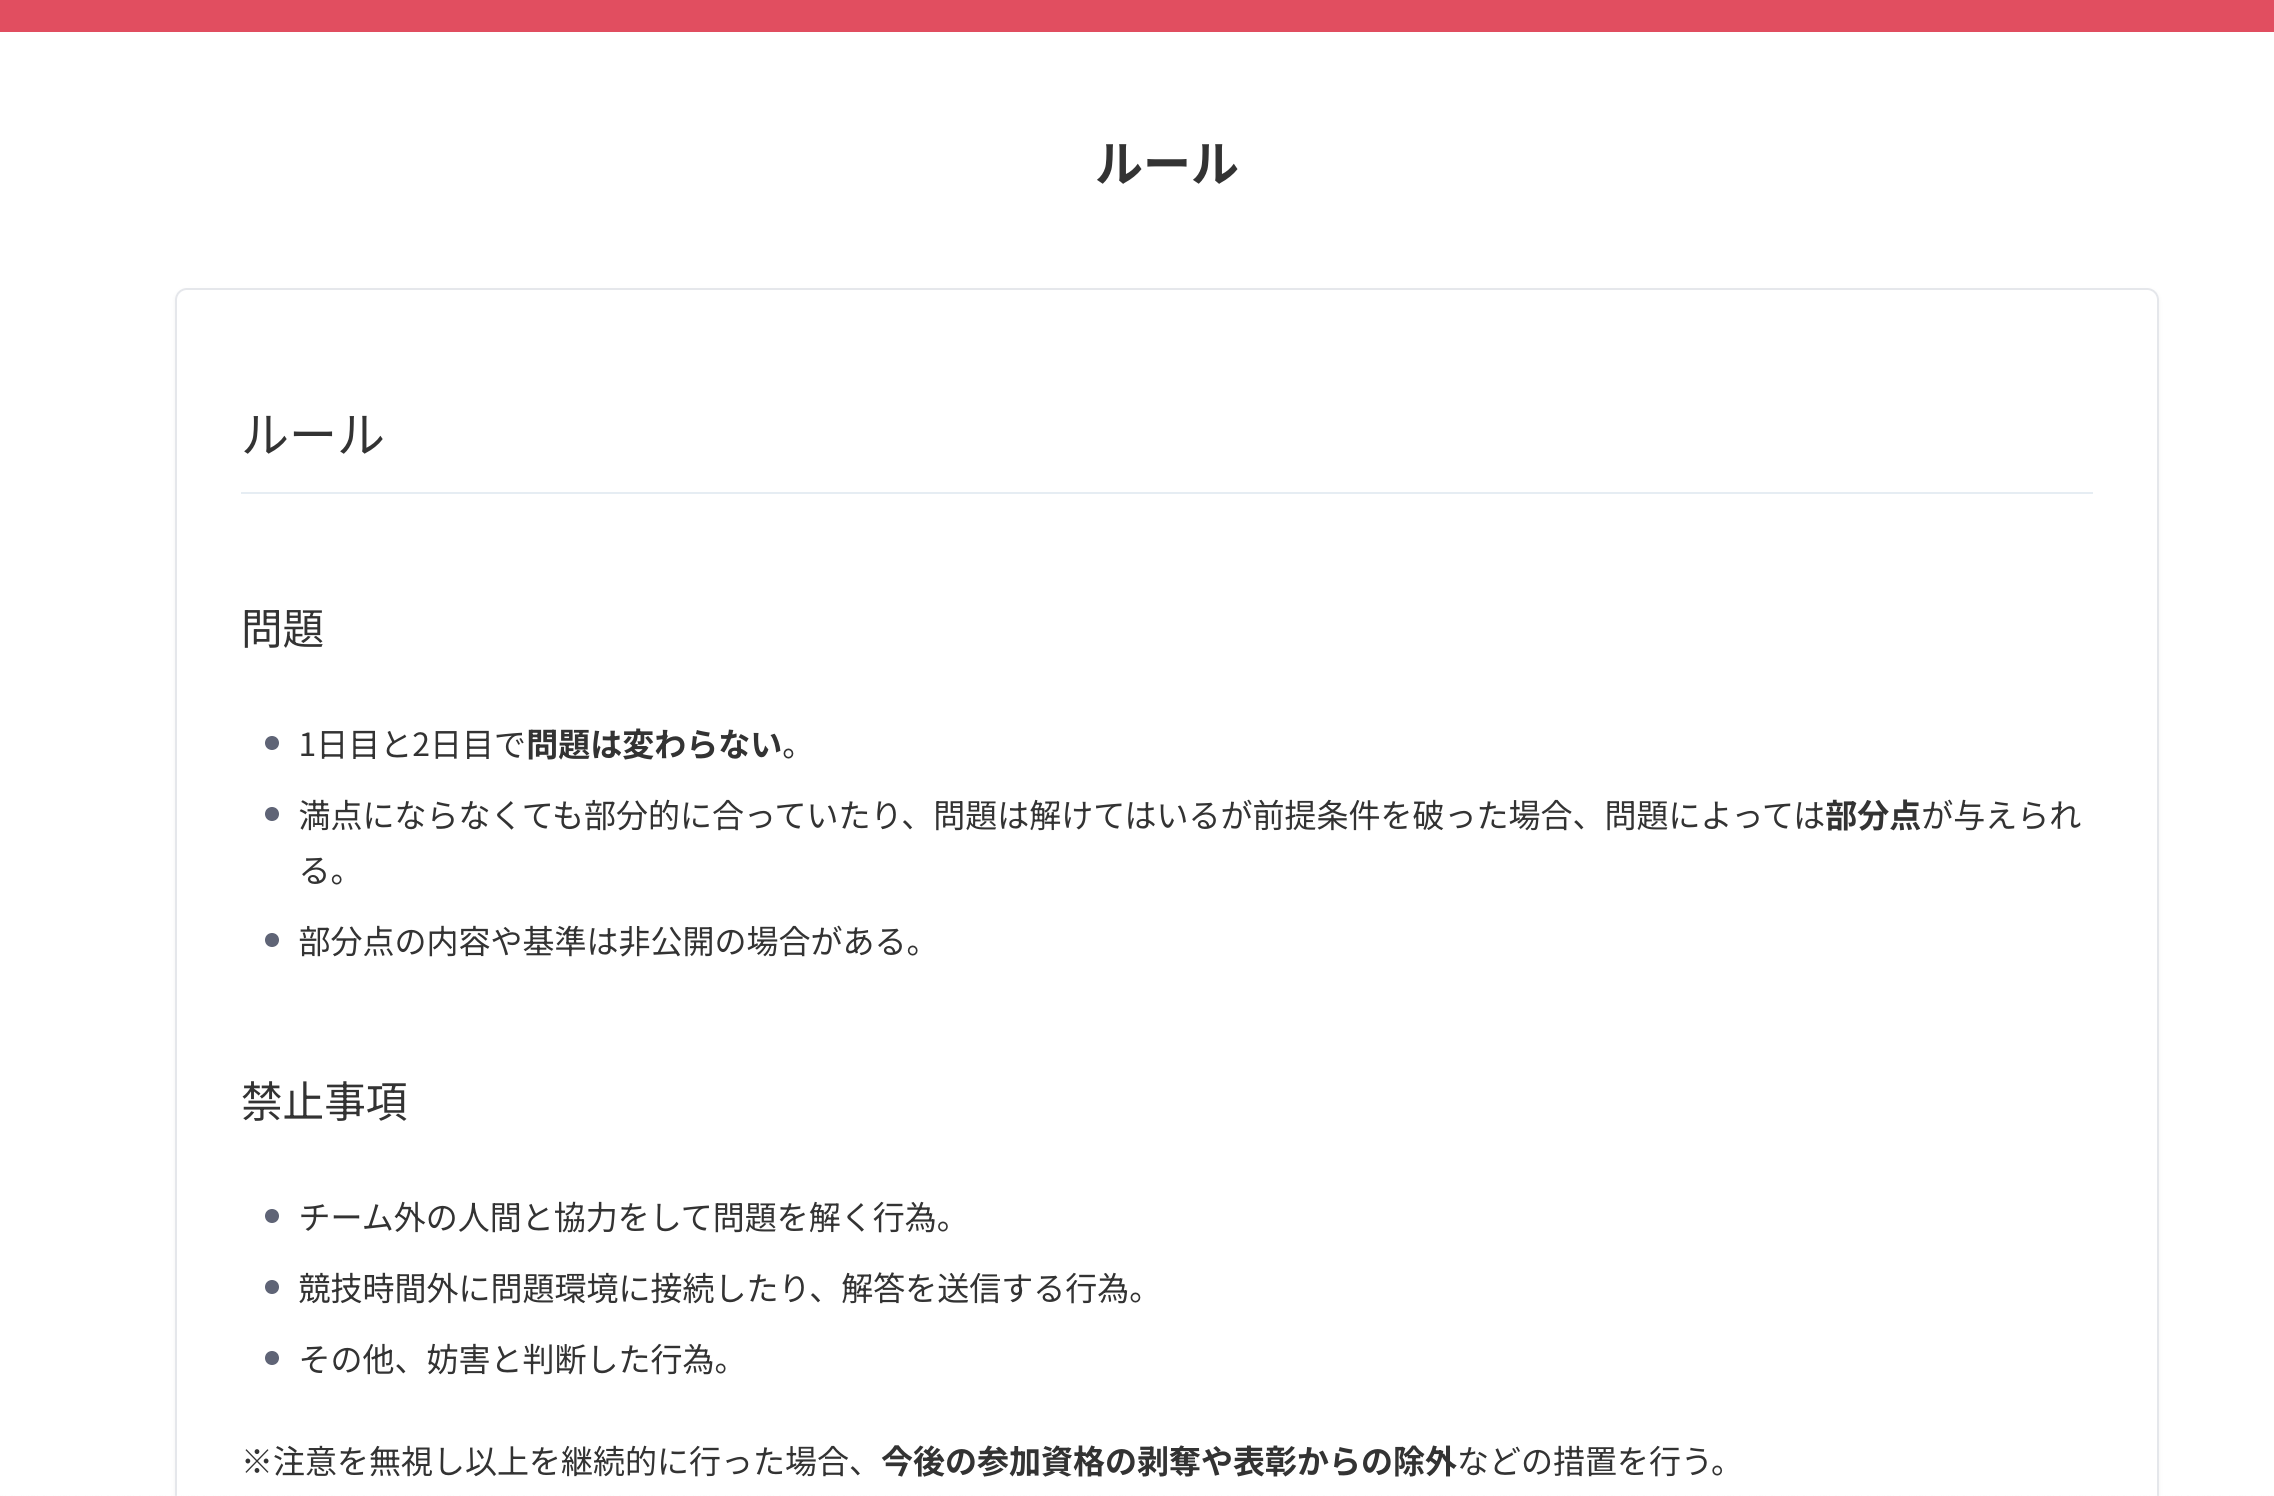 ルール
ルール
問題
1日目と2日目で問題は変わらない。
満点にならなくても部分的に合っていたり、問題は解けてはいるが前提条件を破った場合、問題によっては部分点が与えられ
る。
部分点の内容や基準は非公開の場合がある。
禁止事項
チーム外の人間と協力をして問題を解く行為。
競技時間外に問題環境に接続したり、解答を送信する行為。
その他、妨害と判断した行為。
※注意を無視し以上を継続的に行った場合、今後の参加資格の剥奪や表彰からの除外などの措置を行う。